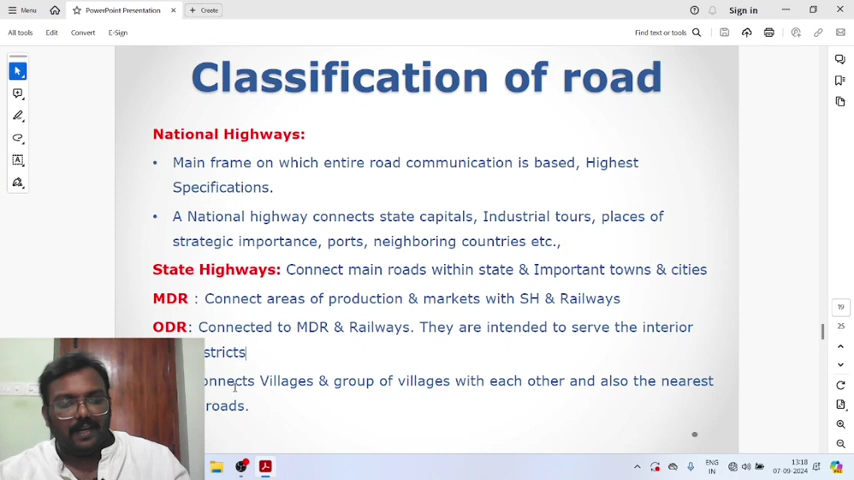 Menu
PowerPoint Presentation
Create
Sign in
All tools
Edit
Convert
E-Sign
Find text or tools
Classification of road
National Highways:
• Main frame on which entire road communication is based, Highest
Specifications.
• A National highway connects state capitals, Industrial tours, places of
strategic importance, ports, neighboring countries etc.,
State Highways: Connect main roads within state & Important towns & cities
MDR : Connect areas of production & markets with SH & Railways
ODR: Connected to MDR & Railways. They are intended to serve the interior
stricts
onnects Villages & group of villages with each other and also the nearest
roads.
19
25
ENG
IN
13:18
07-09-2024